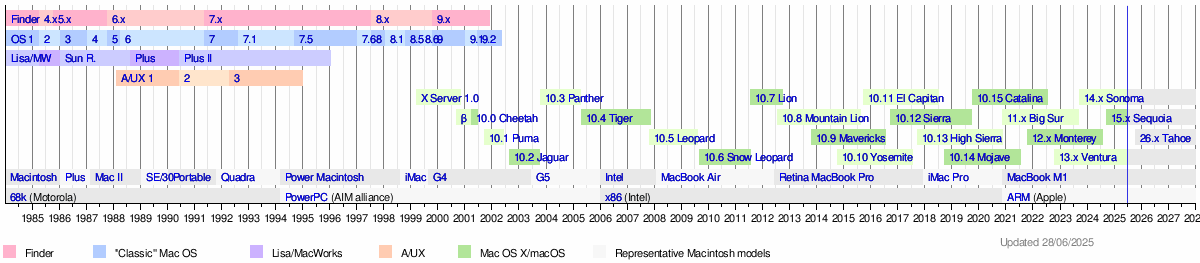 Finder 4.x 5.x 6.x 7.x 8.x 9.x
OS 1 2 3 4 5 6 7 7.1 7.5 7.6 8 8.1 8.5 8.6 9 9.1 9.2
Lisa/MW Sun R. Plus Plus II
A/UX 1 2 3
X Server 1.0 10.3 Panther 10.7 Lion 10.11 El Capitan 10.15 Catalina 14.x Sonoma
β 10.0 Cheetah 10.4 Tiger 10.8 Mountain Lion 10.12 Sierra 11.x Big Sur 15.x Sequoia
10.1 Puma 10.5 Leopard 10.9 Mavericks 10.13 High Sierra 12.x Monterey 26.x Tahoe
10.2 Jaguar 10.6 Snow Leopard 10.10 Yosemite 10.14 Mojave 13.x Ventura
Macintosh Plus Mac II SE/30 Portable Quadra Power Macintosh iMac G4 G5 Intel MacBook Air Retina MacBook Pro iMac Pro MacBook M1
68k (Motorola) PowerPC (AIM alliance) x86 (Intel) ARM (Apple)
1985 1986 1987 1988 1989 1990 1991 1992 1993 1994 1995 1996 1997 1998 1999 2000 2001 2002 2003 2004 2005 2006 2007 2008 2009 2010 2011 2012 2013 2014 2015 2016 2017 2018 2019 2020 2021 2022 2023 2024 2025 2026 2027
Updated 28/06/2025
Finder "Classic" Mac OS Lisa/MacWorks A/UX Mac OS X/macOS Representative Macintosh models